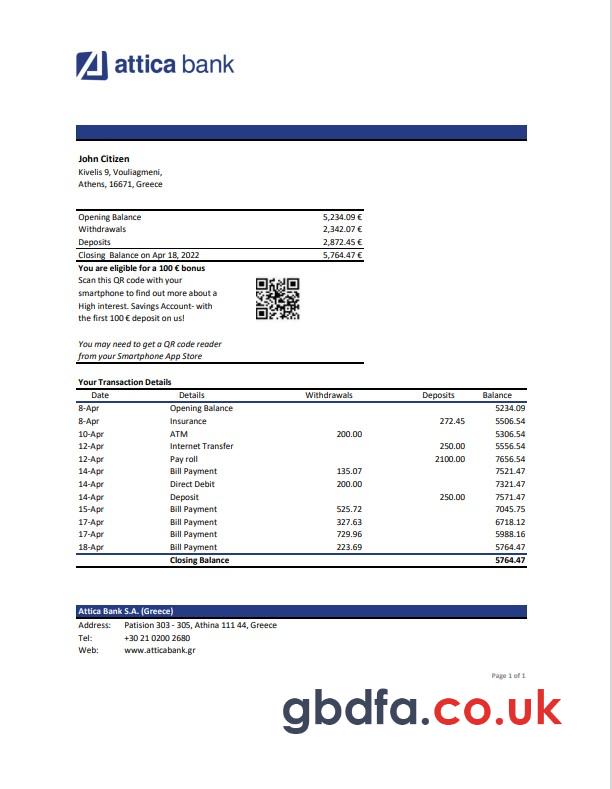 attica bank
John Citizen
Kivelis 9, Vouliagmeni,
Athens, 16671, Greece
Opening Balance 5,234.09 €
Withdrawals 2,342.07 €
Deposits 2,872.45 €
Closing Balance on Apr 18, 2022 5,764.47 €
You are eligible for a 100 € bonus
Scan this QR code with your
smartphone to find out more about a
High interest. Savings Account- with
the first 100 € deposit on us!
You may need to get a QR code reader
from your Smartphone App Store
Your Transaction Details
Date Details Withdrawals Deposits Balance
8-Apr Opening Balance 5234.09
8-Apr Insurance 272.45 5506.54
10-Apr ATM 200.00 5306.54
12-Apr Internet Transfer 250.00 5556.54
12-Apr Pay roll 2100.00 7656.54
14-Apr Bill Payment 135.07 7521.47
14-Apr Direct Debit 200.00 7321.47
14-Apr Deposit 250.00 7571.47
15-Apr Bill Payment 525.72 7045.75
17-Apr Bill Payment 327.63 6718.12
17-Apr Bill Payment 729.96 5988.16
18-Apr Bill Payment 223.69 5764.47
Closing Balance 5764.47
Attica Bank S.A. (Greece)
Address: Patision 303 - 305, Athina 111 44, Greece
Tel: +30 21 0200 2680
Web: www.atticabank.gr
Page 1 of 1
gbdfa.co.uk